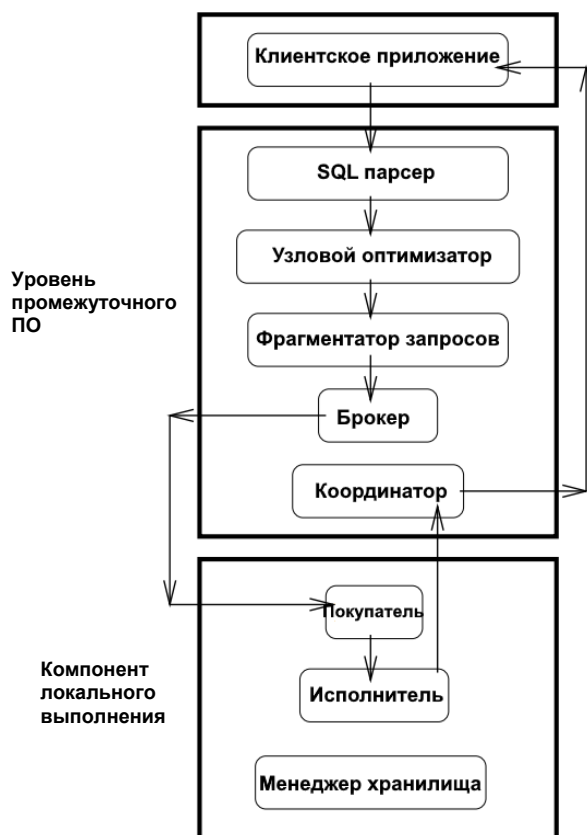 Клиентское приложение
SQL парсер
Узловой оптимизатор
Уровень
промежуточного
ПО
Фрагментатор запросов
Брокер
Координатор
Покупатель
Компонент
локального
выполнения
Исполнитель
Менеджер хранилища